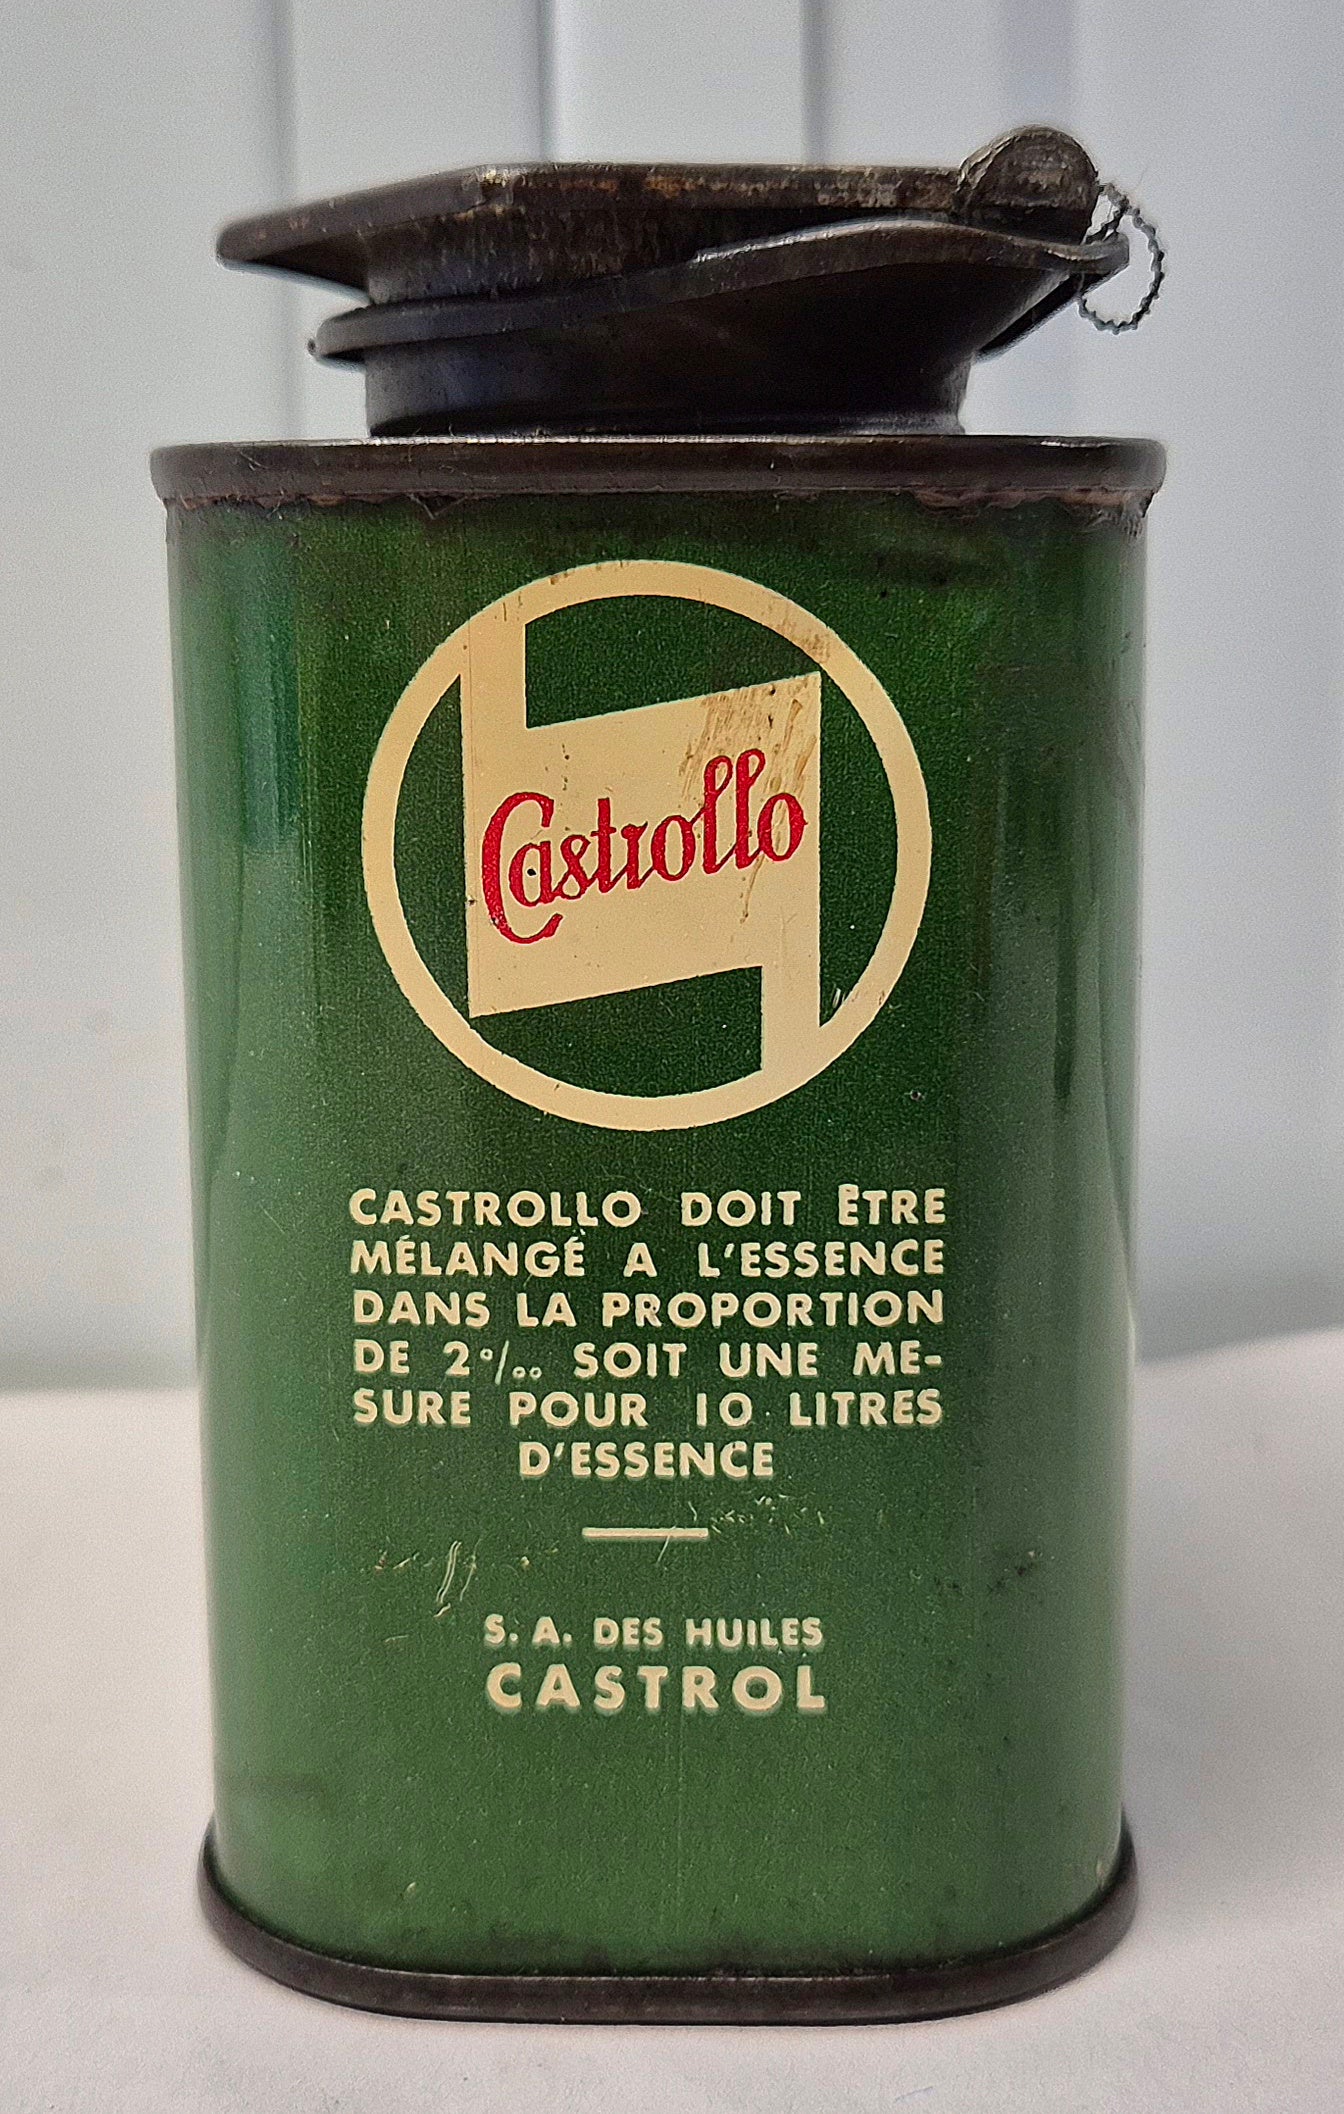 Castrollo
CASTROLLO DOIT ÊTRE
MÉLANGÉ A L'ESSENCE
DANS LA PROPORTION
DE 2°/oo SOIT UNE ME-
SURE POUR 10 LITRES
D'ESSENCE
S. A. DES HUILES
CASTROL